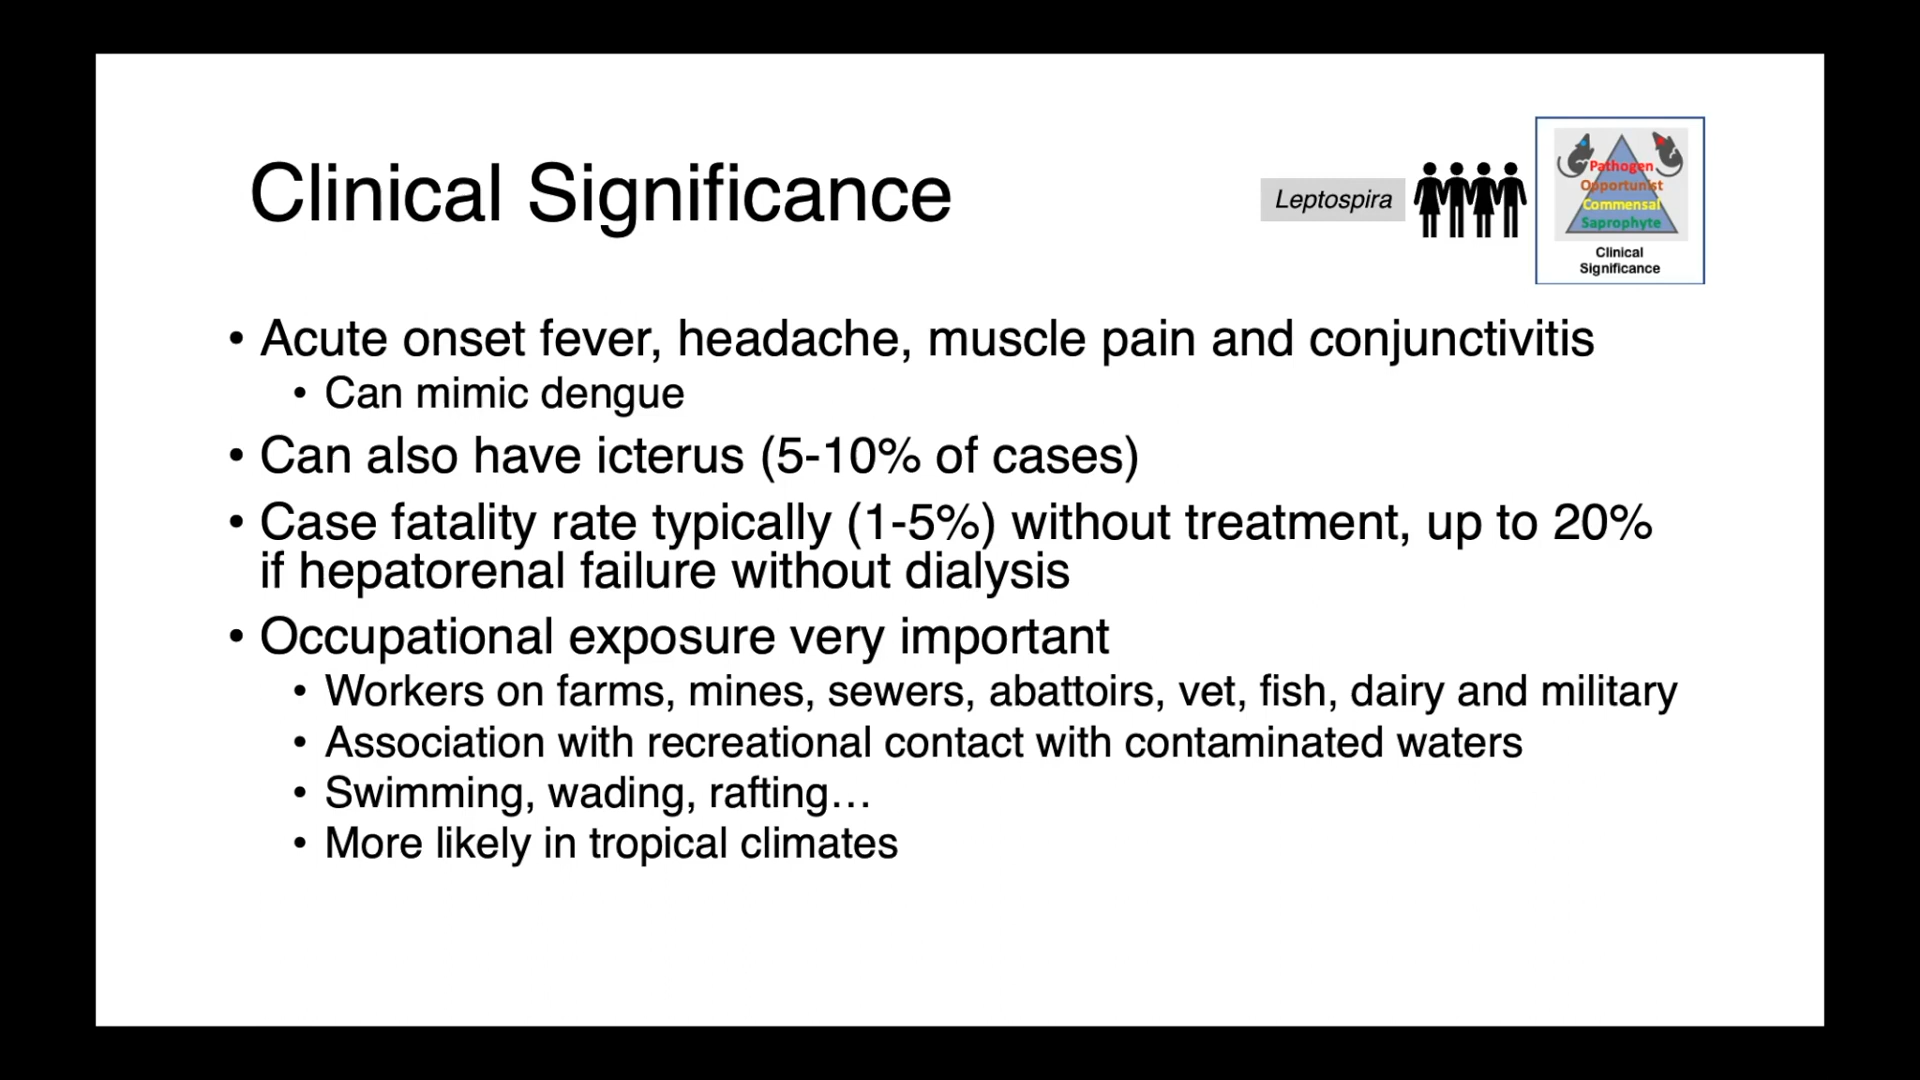 Clinical Significance
Leptospira
Pathogen
Opportunist
Commensal
Saprophyte
Clinical
Significance
• Acute onset fever, headache, muscle pain and conjunctivitis
• Can mimic dengue
• Can also have icterus (5-10% of cases)
• Case fatality rate typically (1-5%) without treatment, up to 20%
if hepatorenal failure without dialysis
• Occupational exposure very important
• Workers on farms, mines, sewers, abattoirs, vet, fish, dairy and military
• Association with recreational contact with contaminated waters
• Swimming, wading, rafting…
• More likely in tropical climates